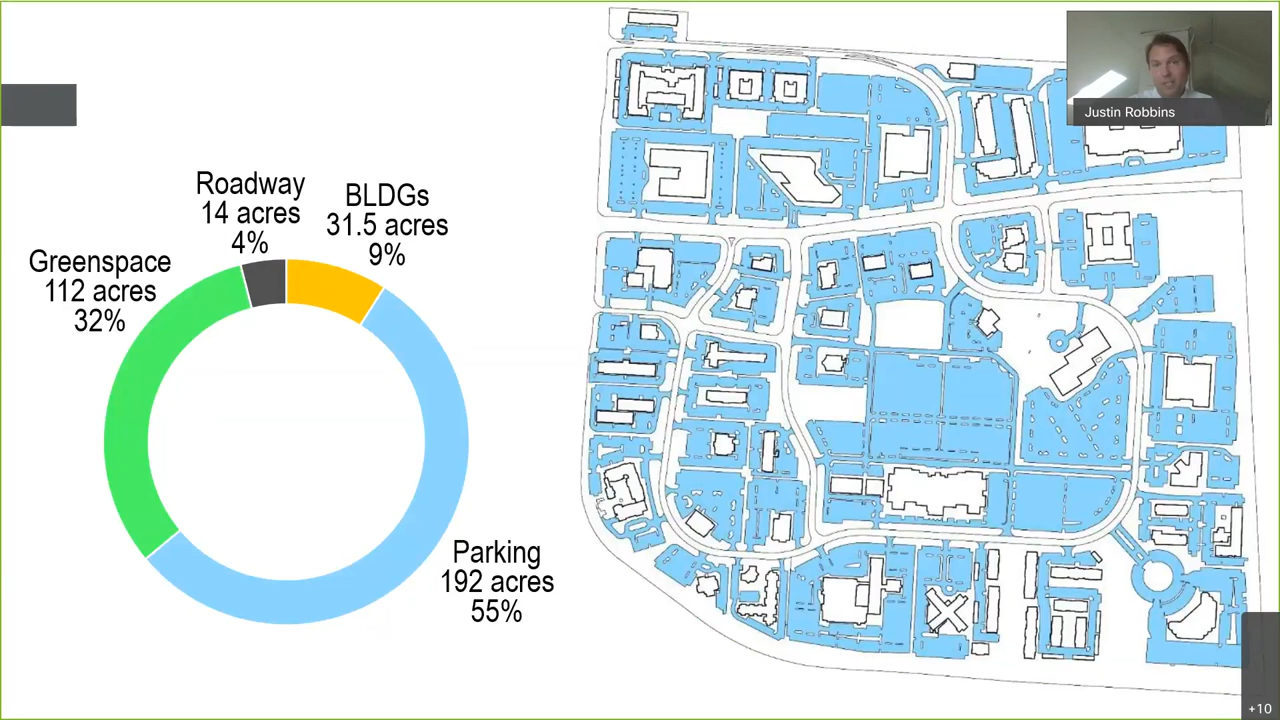 Justin Robbins
Roadway
14 acres
4%
BLDGs
31.5 acres
9%
Greenspace
112 acres
32%
Parking
192 acres
55%
+10